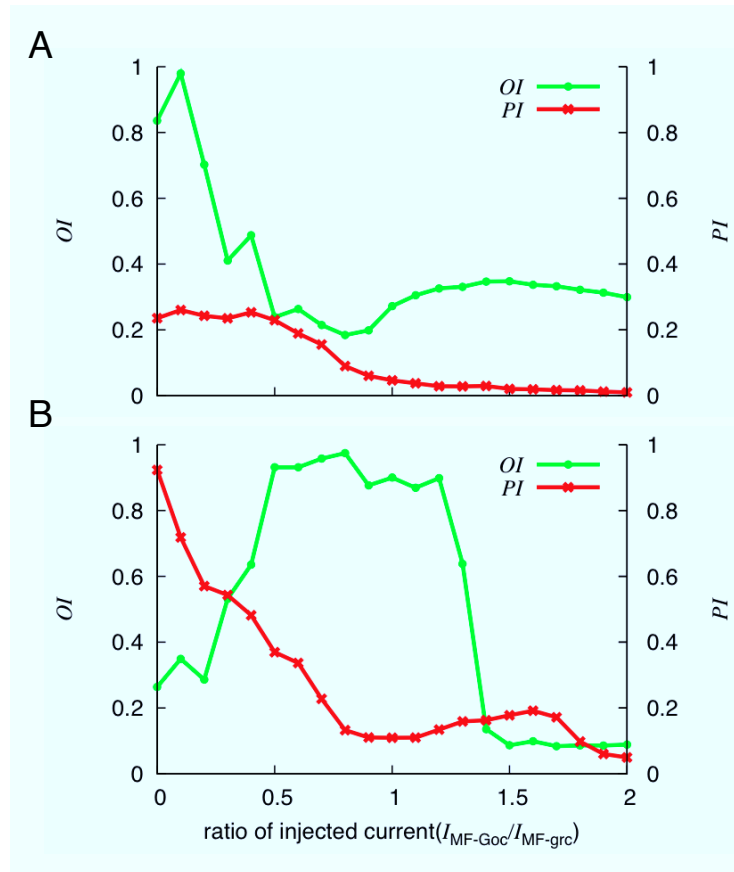 A
1 1
OI
PI
0.8 0.8
0.6 0.6
OI PI
0.4 0.4
0.2 0.2
0 0
B
1 1
OI
PI
0.8 0.8
0.6 0.6
OI PI
0.4 0.4
0.2 0.2
0 0
0 0.5 1 1.5 2
ratio of injected current(IMF-Goc/IMF-grc)